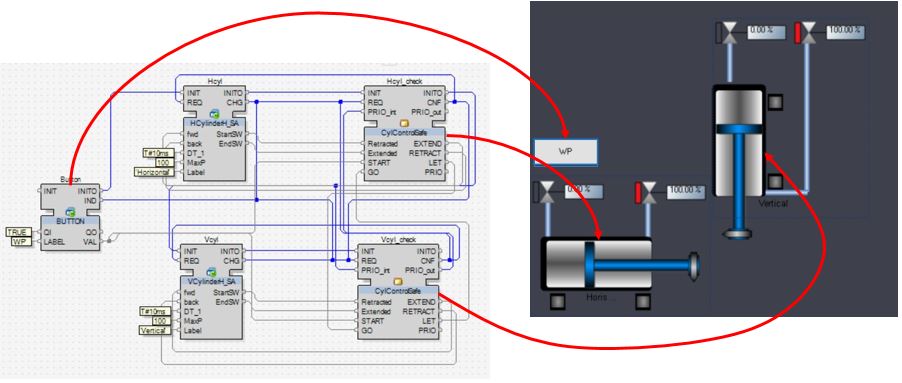 Hcyl
INIT INITO
REQ CHG
HCylinderH_SA
fwd StartSW
back EndSW
DT_1
MaxP
Label
T#10ms
100
Horizontal
Hcyl_check
INIT INITO
REQ CNF
PRIO_int PRIO_out
CylControlSafe
Retracted EXTEND
Extended RETRACT
START LET
GO PRIO
Button
INIT INITO
IND
BUTTON
QI QO
LABEL VAL
TRUE
WP
Vcyl
INIT INITO
REQ CHG
VCylinderH_SA
fwd StartSW
back EndSW
DT_1
MaxP
Label
T#10ms
100
Vertical
Vcyl_check
INIT INITO
REQ CNF
PRIO_int PRIO_out
CylControlSafe
Retracted EXTEND
Extended RETRACT
START LET
GO PRIO
0.00 % 100.00 %
WP
0.00 % 100.00 %
Vertical
Horis ...